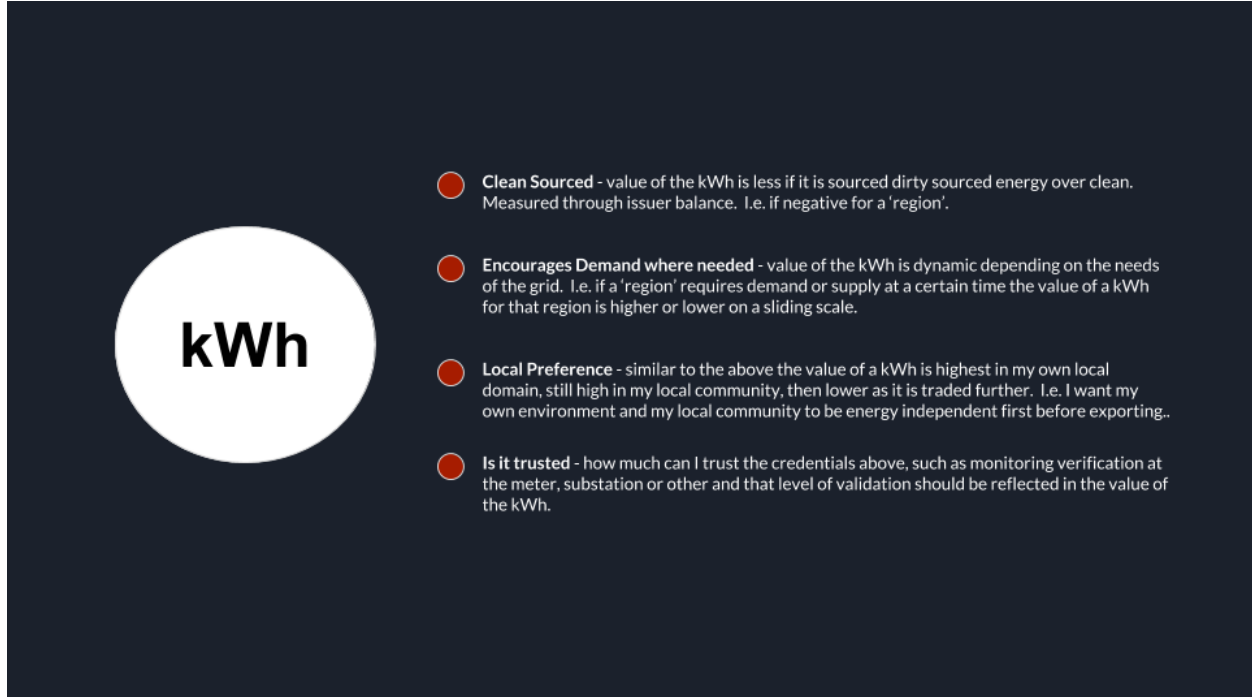 kWh
Clean Sourced - value of the kWh is less if it is sourced dirty sourced energy over clean.
Measured through issuer balance. I.e. if negative for a ‘region’.
Encourages Demand where needed - value of the kWh is dynamic depending on the needs
of the grid. I.e. if a ‘region’ requires demand or supply at a certain time the value of a kWh
for that region is higher or lower on a sliding scale.
Local Preference - similar to the above the value of a kWh is highest in my own local
domain, still high in my local community, then lower as it is traded further. I.e. I want my
own environment and my local community to be energy independent first before exporting..
Is it trusted - how much can I trust the credentials above, such as monitoring verification at
the meter, substation or other and that level of validation should be reflected in the value of
the kWh.